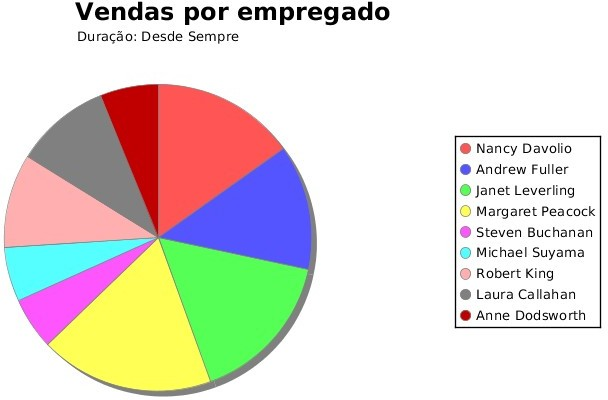 Vendas por empregado
Duração: Desde Sempre
Nancy Davolio
Andrew Fuller
Janet Leverling
Margaret Peacock
Steven Buchanan
Michael Suyama
Robert King
Laura Callahan
Anne Dodsworth